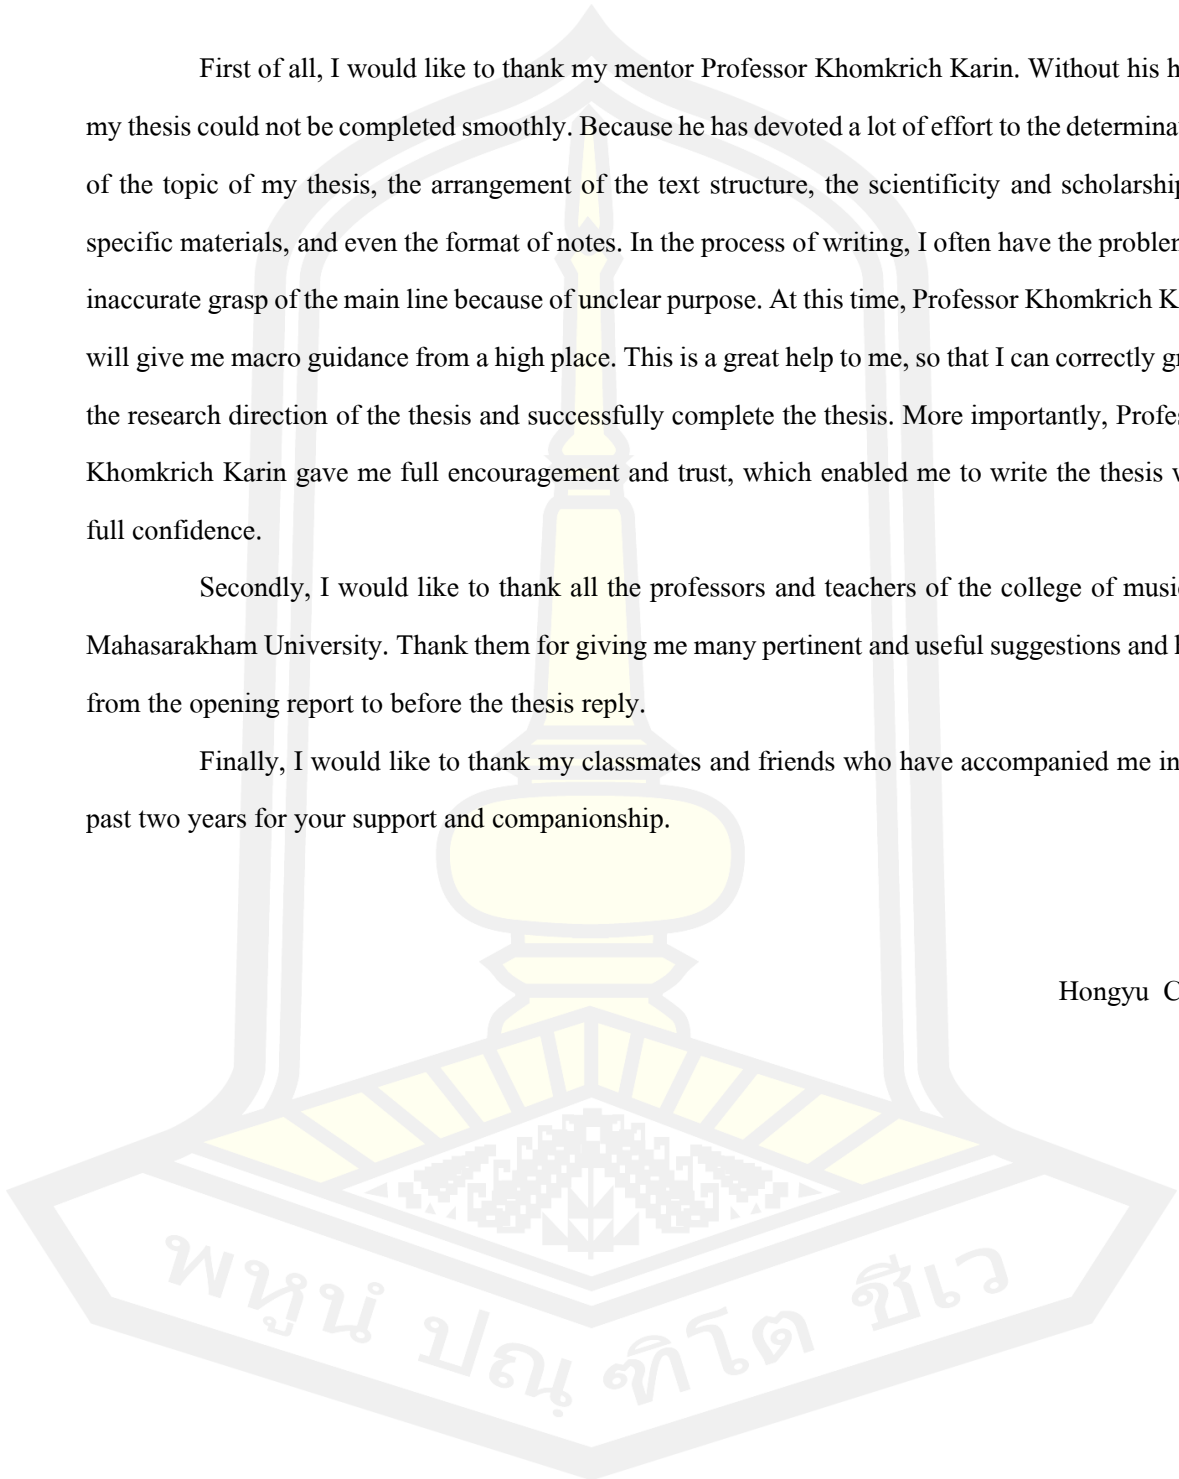 First of all, I would like to thank my mentor Professor Khomkrich Karin. Without his
my thesis could not be completed smoothly. Because he has devoted a lot of effort to the
of the topic of my thesis, the arrangement of the text structure, the scientificity and
specific materials, and even the format of notes. In the process of writing, I often have the
inaccurate grasp of the main line because of unclear purpose. At this time, Professor Khomkrich
will give me macro guidance from a high place. This is a great help to me, so that I can correctly
the research direction of the thesis and successfully complete the thesis. More importantly,
Khomkrich Karin gave me full encouragement and trust, which enabled me to write the thesis
full confidence.
Secondly, I would like to thank all the professors and teachers of the college of
Mahasarakham University. Thank them for giving me many pertinent and useful suggestions and
from the opening report to before the thesis reply.
Finally, I would like to thank my classmates and friends who have accompanied me in
past two years for your support and companionship.
Hongyu
พหูนํ ปณฺฑิโต ชีเว